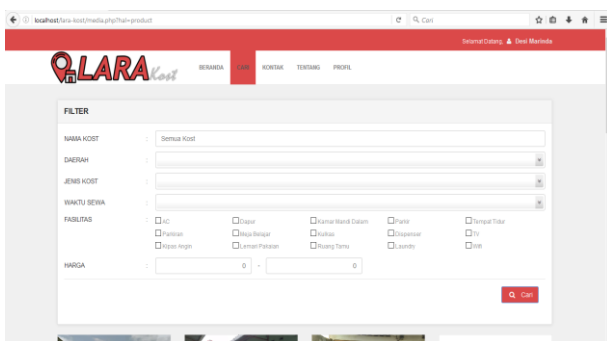 localhost/lara-kost/media.php?hal=product
Cari
Selamat Datang, Desi Marinda
LARA Kost
BERANDA CARI KONTAK TENTANG PROFIL
FILTER
NAMA KOST : Semua Kost
DAERAH :
JENIS KOST :
WAKTU SEWA :
FASILITAS : AC Dapur Kamar Mandi Dalam Parkir Tempat Tidur
Meja Belajar Kulkas Dispenser TV
Kipas Angin Lemari Pakaian Ruang Tamu Laundry Wifi
HARGA : 0 - 0
Cari